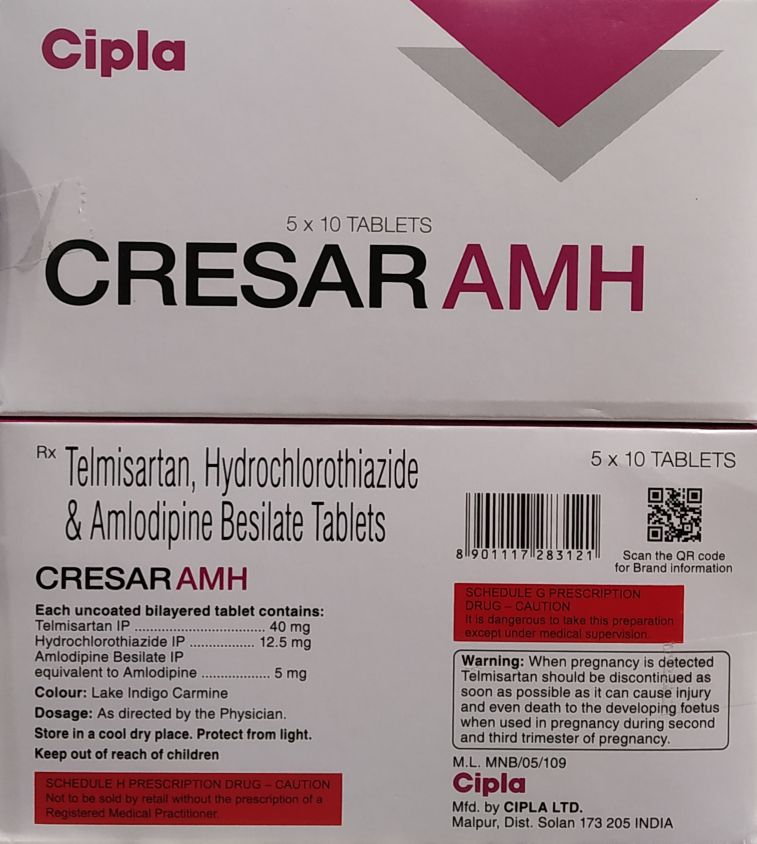 Cipla
5 x 10 TABLETS
CRESAR AMH
Rx Telmisartan, Hydrochlorothiazide
& Amlodipine Besilate Tablets
CRESAR AMH
Each uncoated bilayered tablet contains:
Telmisartan IP ................................ 40 mg
Hydrochlorothiazide IP ................ 12.5 mg
Amlodipine Besilate IP
equivalent to Amlodipine ................. 5 mg
Colour: Lake Indigo Carmine
Dosage: As directed by the Physician.
Store in a cool dry place. Protect from light.
Keep out of reach of children
SCHEDULE H PRESCRIPTION DRUG – CAUTION
Not to be sold by retail without the prescription of a
Registered Medical Practitioner.
5 x 10 TABLETS
8 901117 283121
Scan the QR code
for Brand information
SCHEDULE G PRESCRIPTION
DRUG – CAUTION
It is dangerous to take this preparation
except under medical supervision.
Warning: When pregnancy is detected
Telmisartan should be discontinued as
soon as possible as it can cause injury
and even death to the developing foetus
when used in pregnancy during second
and third trimester of pregnancy.
M.L. MNB/05/109
Cipla
Mfd. by CIPLA LTD.
Malpur, Dist. Solan 173 205 INDIA